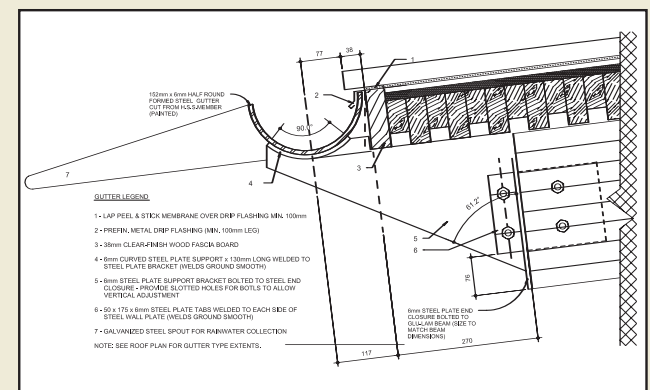 77
38
1
152mm x 6mm HALF ROUND
FORMED STEEL GUTTER
CUT FROM H.S.S.MEMBER
(PAINTED)
2
90.0°
7
4
3
61.2°
5
6
76
GUTTER LEGEND
1 - LAP PEEL & STICK MEMBRANE OVER DRIP FLASHING MIN. 100mm
2 - PREFIN. METAL DRIP FLASHING (MIN. 100mm LEG)
3 - 38mm CLEAR-FINISH WOOD FASCIA BOARD
4 - 6mm CURVED STEEL PLATE SUPPORT x 130mm LONG WELDED TO
STEEL PLATE BRACKET (WELDS GROUND SMOOTH)
5 - 6mm STEEL PLATE SUPPORT BRACKET BOLTED TO STEEL END
CLOSURE - PROVIDE SLOTTED HOLES FOR BOTLS TO ALLOW
VERTICAL ADJUSTMENT
6 - 50 x 175 x 6mm STEEL PLATE TABS WELDED TO EACH SIDE OF
STEEL WALL PLATE (WELDS GROUND SMOOTH)
7 - GALVANIZED STEEL SPOUT FOR RAINWATER COLLECTION
NOTE: SEE ROOF PLAN FOR GUTTER TYPE EXTENTS.
6mm STEEL PLATE END
CLOSURE BOLTED TO
GLU-LAM BEAM (SIZE TO
MATCH BEAM
DIMENSIONS)
117
270